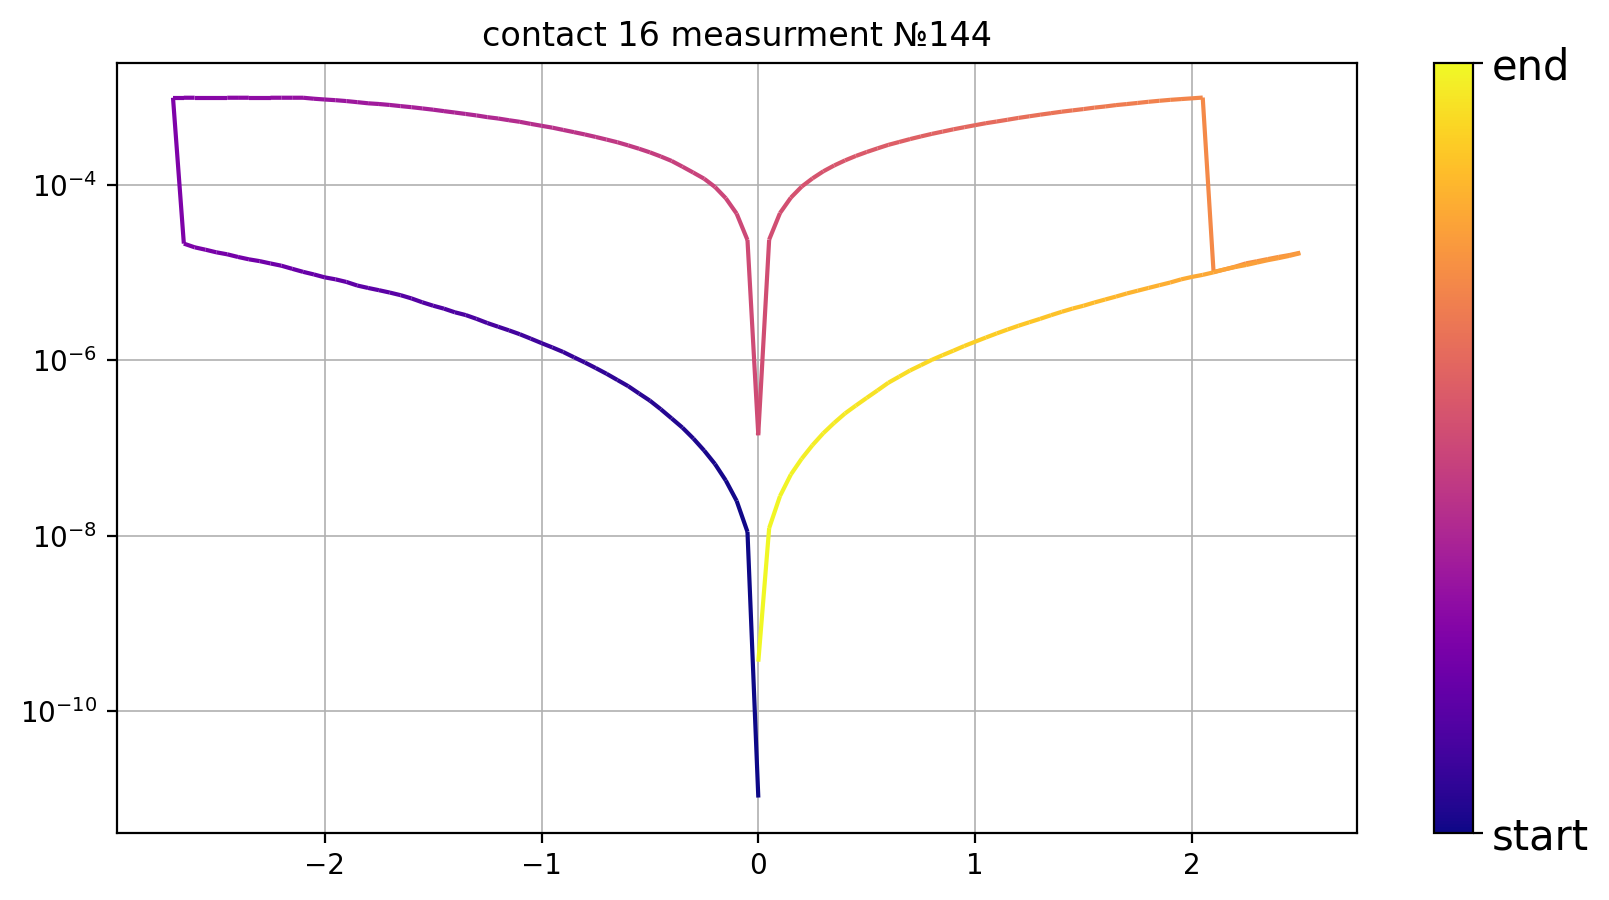 contact 16 measurment №144
end
10⁻⁴
10⁻⁶
10⁻⁸
10⁻¹⁰
start
−2 −1 0 1 2